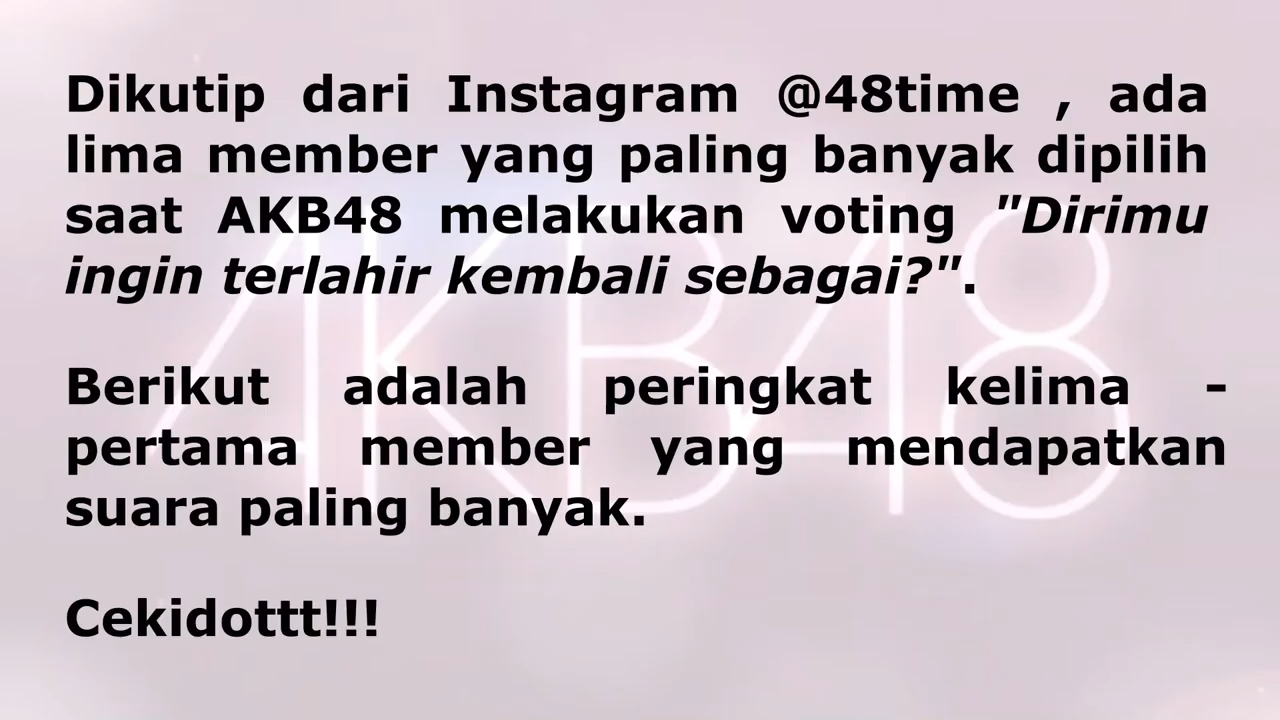 Dikutip dari Instagram @48time , ada
lima member yang paling banyak dipilih
saat AKB48 melakukan voting "Dirimu
ingin terlahir kembali sebagai?".
Berikut adalah peringkat kelima -
pertama member yang mendapatkan
suara paling banyak.
Cekidottt!!!
AKB48